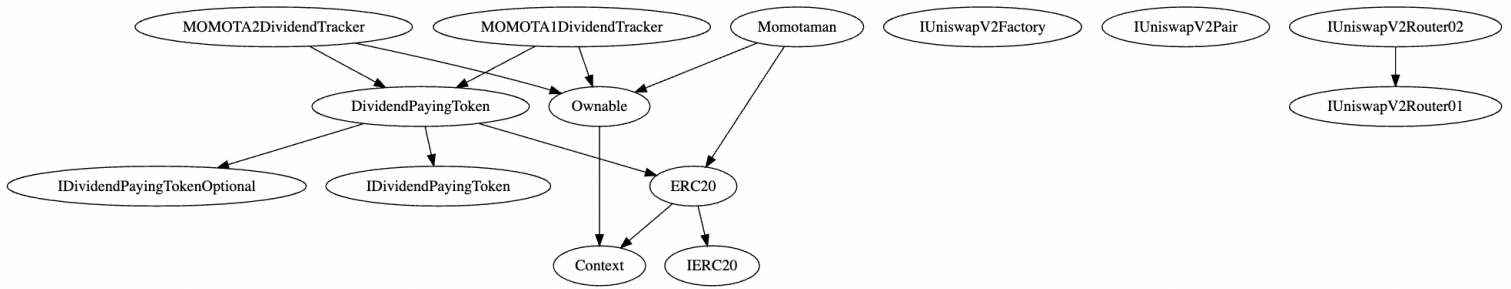 MOMOTA2DividendTracker
MOMOTA1DividendTracker
Momotaman
IUniswapV2Factory
IUniswapV2Pair
IUniswapV2Router02
DividendPayingToken
Ownable
IUniswapV2Router01
IDividendPayingTokenOptional
IDividendPayingToken
ERC20
Context
IERC20